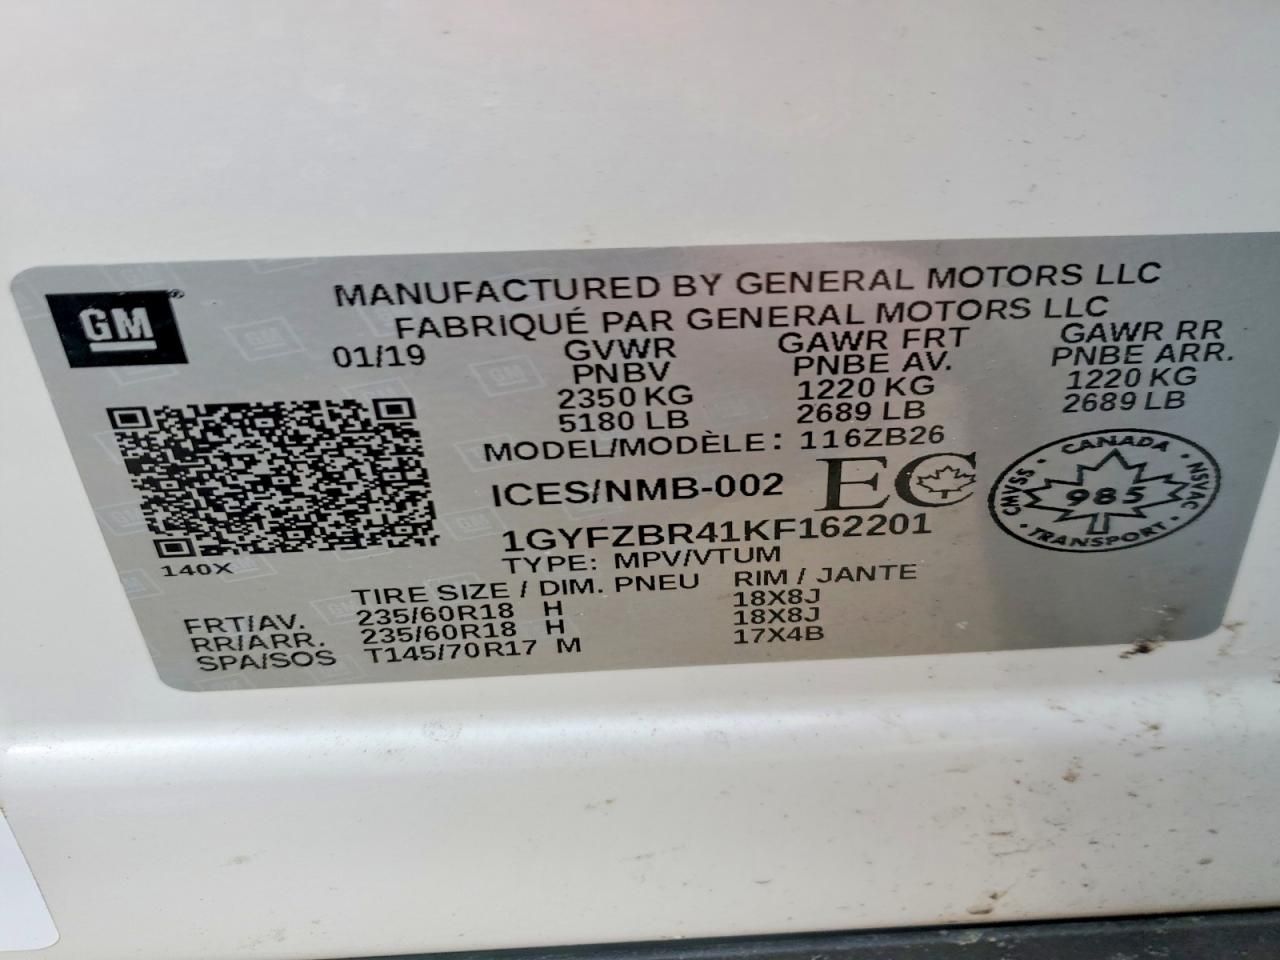 GM
MANUFACTURED BY GENERAL MOTORS LLC
FABRIQUÉ PAR GENERAL MOTORS LLC
01/19 GVWR GAWR FRT GAWR RR
PNBV PNBE AV. PNBE ARR.
2350 KG 1220 KG 1220 KG
5180 LB 2689 LB 2689 LB
MODEL/MODÈLE: 116ZB26
ICES/NMB-002 EC
CANADA
CMVSS · NSVAC
985
TRANSPORT
1GYFZBR41KF162201
140X TYPE: MPV/VTUM
TIRE SIZE / DIM. PNEU RIM / JANTE
FRT/AV. 235/60R18 H 18X8J
RR/ARR. 235/60R18 H 18X8J
SPA/SOS T145/70R17 M 17X4B